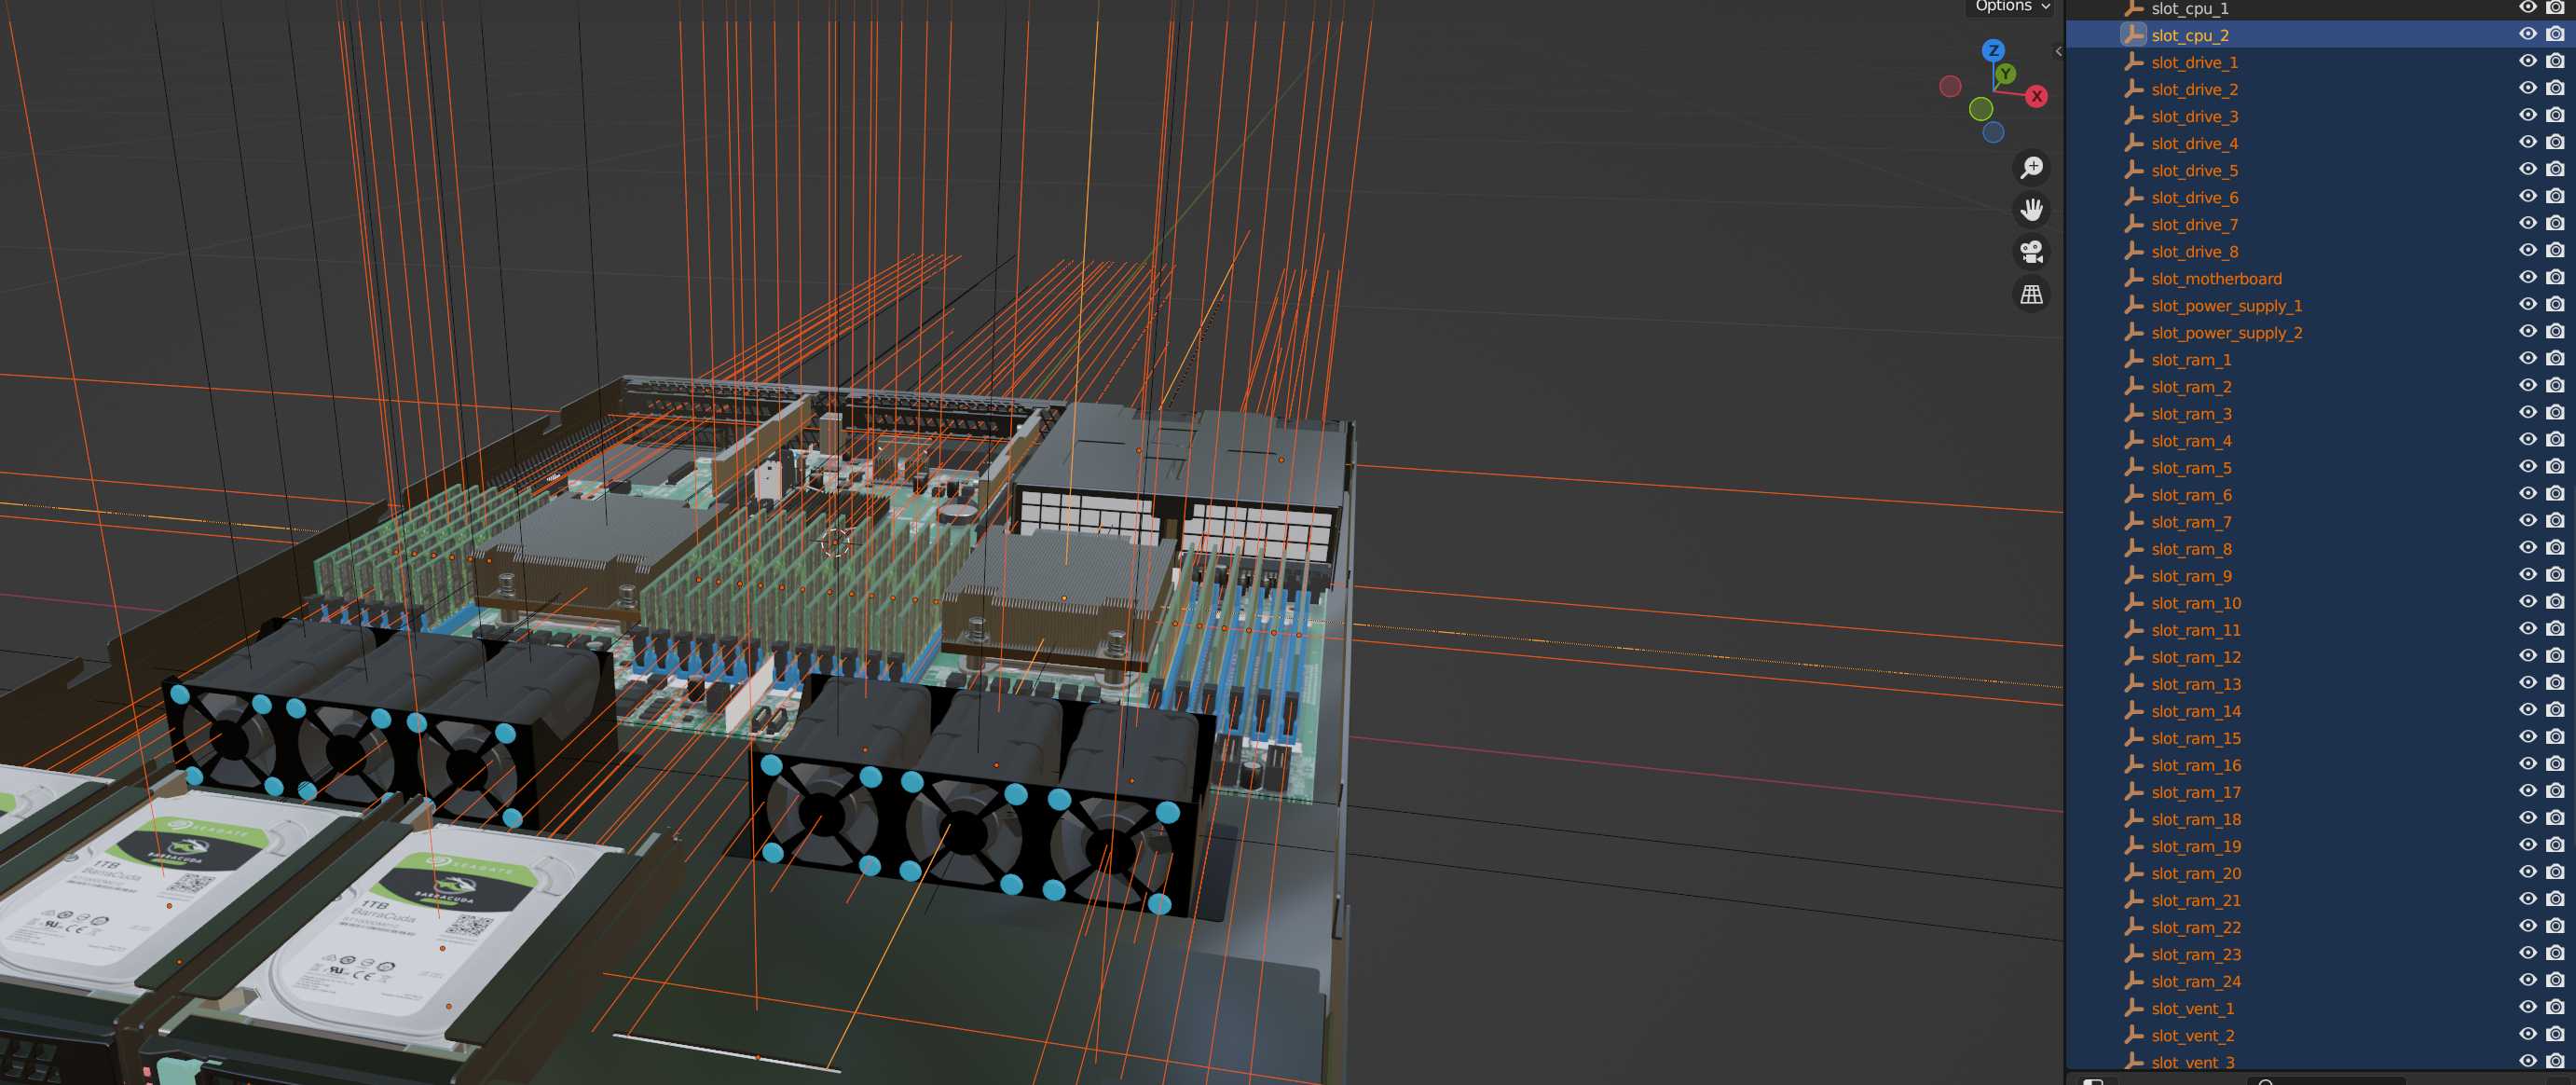 Options
Z
Y
X
slot_cpu_1
slot_cpu_2
slot_drive_1
slot_drive_2
slot_drive_3
slot_drive_4
slot_drive_5
slot_drive_6
slot_drive_7
slot_drive_8
slot_motherboard
slot_power_supply_1
slot_power_supply_2
slot_ram_1
slot_ram_2
slot_ram_3
slot_ram_4
slot_ram_5
slot_ram_6
slot_ram_7
slot_ram_8
slot_ram_9
slot_ram_10
slot_ram_11
slot_ram_12
slot_ram_13
slot_ram_14
slot_ram_15
slot_ram_16
slot_ram_17
slot_ram_18
slot_ram_19
slot_ram_20
slot_ram_21
slot_ram_22
slot_ram_23
slot_ram_24
slot_vent_1
slot_vent_2
slot_vent_3
SEAGATE
BARRACUDA
1TB
BarraCuda
SEAGATE
BARRACUDA
1TB
BarraCuda